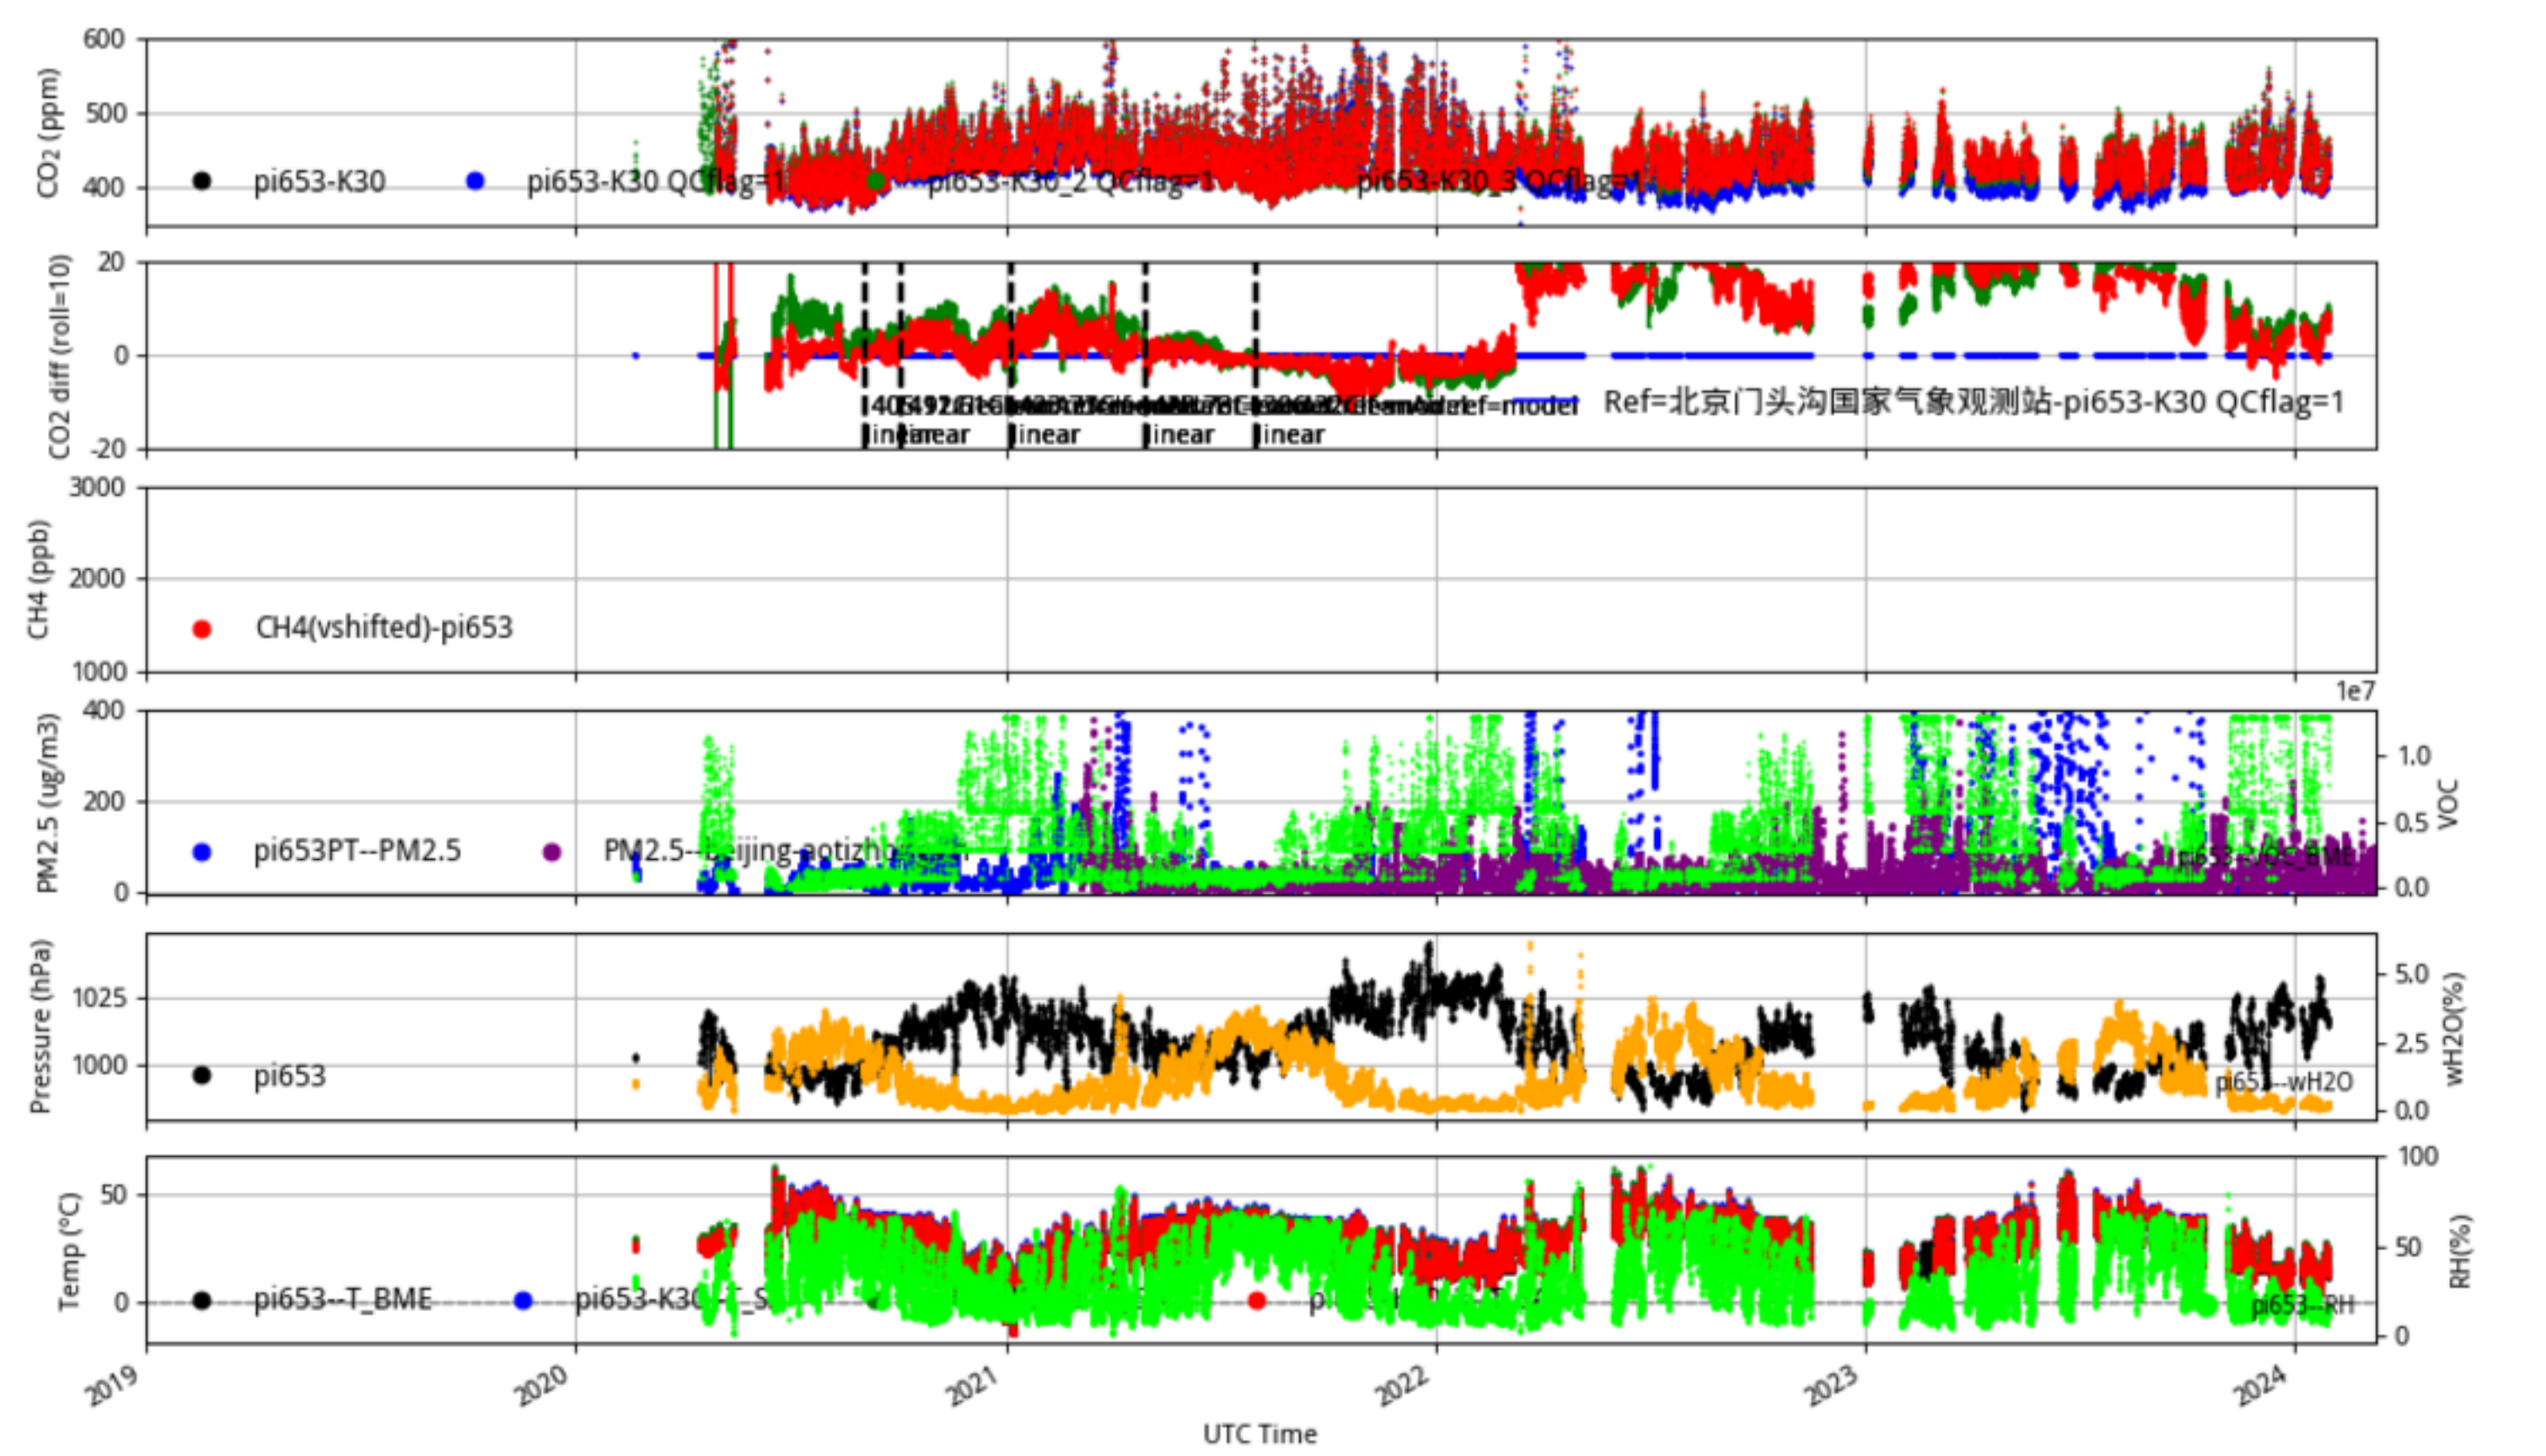 600
500
400
CO2 (ppm)
pi653-K30
pi653-K30 QCflag=1
pi653-K30_2 QCflag=1
pi653-K30_3 QCflag=1
20
0
-20
CO2 diff (roll=10)
linear
linear
linear
linear
linear
Ref=北京门头沟国家气象观测站-pi653-K30 QCflag=1
3000
2000
1000
CH4 (ppb)
CH4(vshifted)-pi653
1e7
400
200
0
PM2.5 (ug/m3)
pi653PT--PM2.5
1.0
0.5
0.0
VOC
pi653--VOC_BME
1025
1000
Pressure (hPa)
pi653
5.0
2.5
0.0
wH2O(%)
pi653--wH2O
50
0
Temp (°C)
pi653--T_BME
100
50
0
RH(%)
pi653--RH
2019
2020
2021
2022
2023
2024
UTC Time